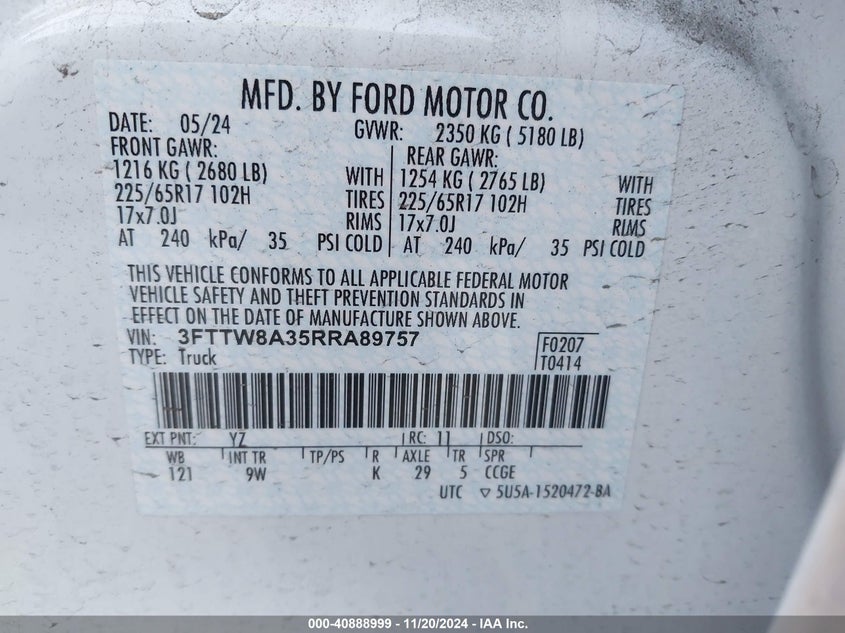 MFD. BY FORD MOTOR CO.
DATE: 05/24 GVWR: 2350 KG ( 5180 LB)
FRONT GAWR: REAR GAWR:
1216 KG ( 2680 LB) WITH 1254 KG ( 2765 LB) WITH
225/65R17 102H TIRES 225/65R17 102H TIRES
17x7.0J RIMS 17x7.0J RIMS
AT 240 kPa/ 35 PSI COLD AT 240 kPa/ 35 PSI COLD
THIS VEHICLE CONFORMS TO ALL APPLICABLE FEDERAL MOTOR
VEHICLE SAFETY AND THEFT PREVENTION STANDARDS IN
EFFECT ON THE DATE OF MANUFACTURE SHOWN ABOVE.
VIN: 3FTTW8A35RRA89757 F0207
TYPE: Truck T0414
EXT PNT: YZ RC: 11 DSO:
WB INT TR TP/PS R AXLE TR SPR
121 9W K 29 5 CCGE
UTC ▽ 5U5A-1520472-BA
000-40888999 - 11/20/2024 - IAA Inc.